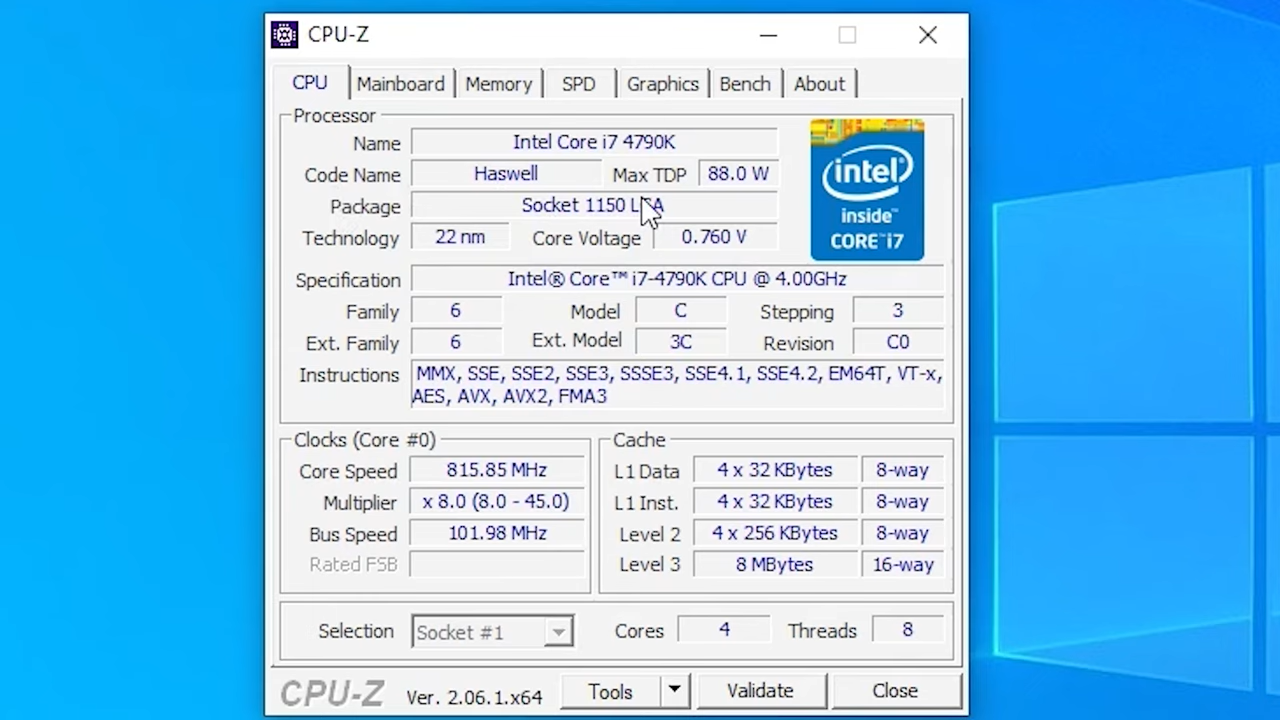 CPU-Z
CPU Mainboard Memory SPD Graphics Bench About
Processor
Name Intel Core i7 4790K
Code Name Haswell Max TDP 88.0 W
Package Socket 1150
Technology 22 nm Core Voltage 0.760 V
intel
inside™
CORE™i7
Specification Intel® Core™ i7-4790K CPU @ 4.00GHz
Family 6 Model C Stepping 3
Ext. Family 6 Ext. Model 3C Revision C0
Instructions MMX, SSE, SSE2, SSE3, SSSE3, SSE4.1, SSE4.2, EM64T, VT-x,
AES, AVX, AVX2, FMA3
Clocks (Core #0)
Core Speed 815.85 MHz
Multiplier x 8.0 (8.0 - 45.0)
Bus Speed 101.98 MHz
Rated FSB
Cache
L1 Data 4 x 32 KBytes 8-way
L1 Inst. 4 x 32 KBytes 8-way
Level 2 4 x 256 KBytes 8-way
Level 3 8 MBytes 16-way
Selection Socket #1 Cores 4 Threads 8
CPU-Z Ver. 2.06.1.x64 Tools Validate Close